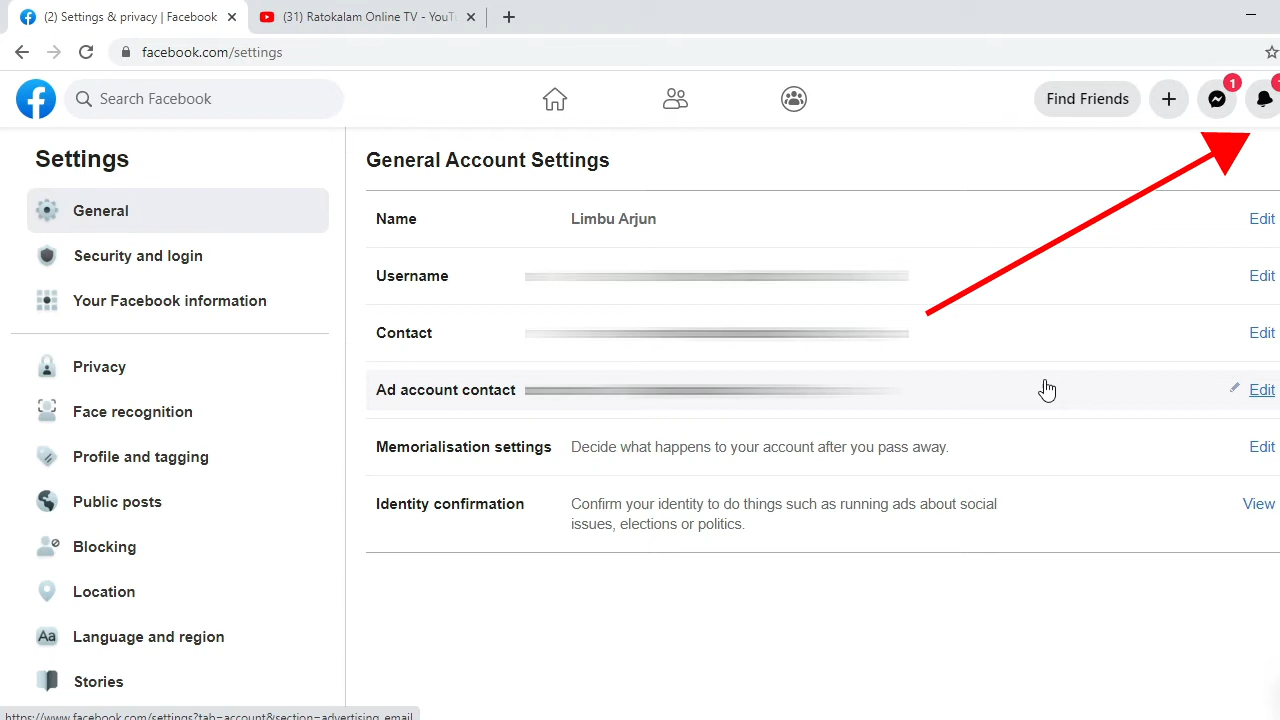 (2) Settings & privacy | Facebook
(31) Ratokalam Online TV - YouTu
facebook.com/settings
Search Facebook
Find Friends
1
Settings
General
Security and login
Your Facebook information
Privacy
Face recognition
Profile and tagging
Public posts
Blocking
Location
Aa Language and region
Stories
General Account Settings
Name Limbu Arjun Edit
Username Edit
Contact Edit
Ad account contact Edit
Memorialisation settings Decide what happens to your account after you pass away. Edit
Identity confirmation Confirm your identity to do things such as running ads about social View
issues, elections or politics.
https://www.facebook.com/settings?tab=account&section=advertising_email